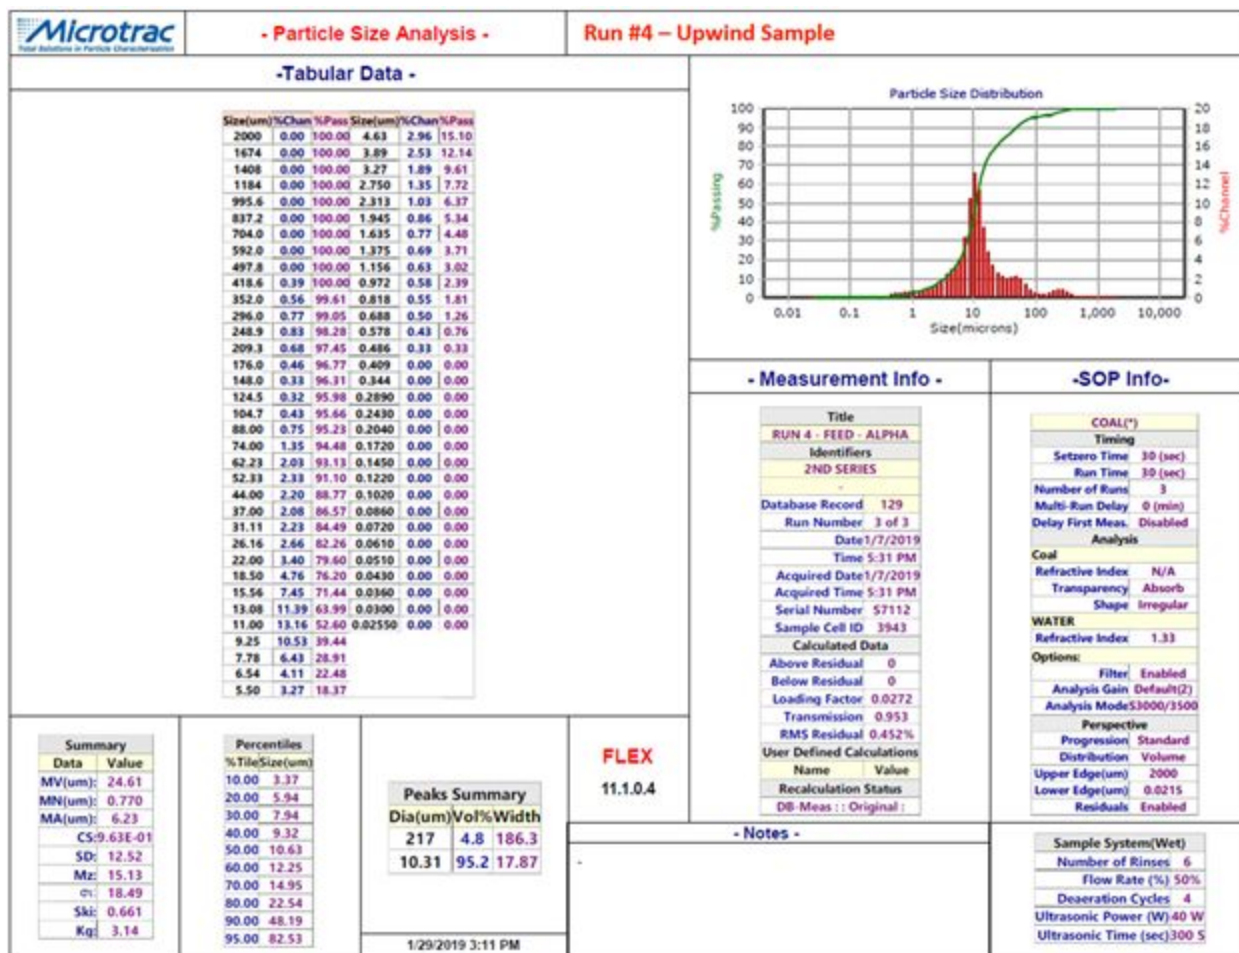 Microtrac
Total Solutions in Particle Characterization
- Particle Size Analysis -
Run #4 – Upwind Sample
-Tabular Data -
Size(um) %Chan %Pass Size(um) %Chan %Pass
2000 0.00 100.00 4.63 2.96 15.10
1674 0.00 100.00 3.89 2.53 12.14
1408 0.00 100.00 3.27 1.89 9.61
1184 0.00 100.00 2.750 1.35 7.72
995.6 0.00 100.00 2.313 1.03 6.37
837.2 0.00 100.00 1.945 0.86 5.34
704.0 0.00 100.00 1.635 0.77 4.48
592.0 0.00 100.00 1.375 0.69 3.71
497.8 0.00 100.00 1.156 0.63 3.02
418.6 0.39 100.00 0.972 0.58 2.39
352.0 0.56 99.61 0.818 0.55 1.81
296.0 0.77 99.05 0.688 0.50 1.26
248.9 0.83 98.28 0.578 0.43 0.76
209.3 0.68 97.45 0.486 0.33 0.33
176.0 0.46 96.77 0.409 0.00 0.00
148.0 0.33 96.31 0.344 0.00 0.00
124.5 0.32 95.98 0.2890 0.00 0.00
104.7 0.43 95.66 0.2430 0.00 0.00
88.00 0.75 95.23 0.2040 0.00 0.00
74.00 1.35 94.48 0.1720 0.00 0.00
62.23 2.03 93.13 0.1450 0.00 0.00
52.33 2.33 91.10 0.1220 0.00 0.00
44.00 2.20 88.77 0.1020 0.00 0.00
37.00 2.08 86.57 0.0860 0.00 0.00
31.11 2.23 84.49 0.0720 0.00 0.00
26.16 2.66 82.26 0.0610 0.00 0.00
22.00 3.40 79.60 0.0510 0.00 0.00
18.50 4.76 76.20 0.0430 0.00 0.00
15.56 7.45 71.44 0.0360 0.00 0.00
13.08 11.39 63.99 0.0300 0.00 0.00
11.00 13.16 52.60 0.02550 0.00 0.00
9.25 10.53 39.44
7.78 6.43 28.91
6.54 4.11 22.48
5.50 3.27 18.37
Particle Size Distribution
%Passing
100
90
80
70
60
50
40
30
20
10
0
20
18
16
14
12
10
8
6
4
2
0
%Channel
0.01 0.1 1 10 100 1,000 10,000
Size(microns)
- Measurement Info -
Title
RUN 4 - FEED - ALPHA
Identifiers
2ND SERIES
-
Database Record 129
Run Number 3 of 3
Date 1/7/2019
Time 5:31 PM
Acquired Date 1/7/2019
Acquired Time 5:31 PM
Serial Number S7112
Sample Cell ID 3943
Calculated Data
Above Residual 0
Below Residual 0
Loading Factor 0.0272
Transmission 0.953
RMS Residual 0.452%
User Defined Calculations
Name Value
Recalculation Status
DB-Meas : : Original :
-SOP Info-
COAL(*)
Timing
Setzero Time 30 (sec)
Run Time 30 (sec)
Number of Runs 3
Multi-Run Delay 0 (min)
Delay First Meas. Disabled
Analysis
Coal
Refractive Index N/A
Transparency Absorb
Shape Irregular
WATER
Refractive Index 1.33
Options:
Filter Enabled
Analysis Gain Default(2)
Analysis Mode S3000/3500
Perspective
Progression Standard
Distribution Volume
Upper Edge(um) 2000
Lower Edge(um) 0.0215
Residuals Enabled
Summary
Data Value
MV(um): 24.61
MN(um): 0.770
MA(um): 6.23
CS: 9.63E-01
SD: 12.52
Mz: 15.13
σı: 18.49
Ski: 0.661
Kg: 3.14
Percentiles
%Tile Size(um)
10.00 3.37
20.00 5.94
30.00 7.94
40.00 9.32
50.00 10.63
60.00 12.25
70.00 14.95
80.00 22.54
90.00 48.19
95.00 82.53
Peaks Summary
Dia(um) Vol% Width
217 4.8 186.3
10.31 95.2 17.87
1/29/2019 3:11 PM
FLEX
11.1.0.4
- Notes -
-
Sample System(Wet)
Number of Rinses 6
Flow Rate (%) 50%
Deaeration Cycles 4
Ultrasonic Power (W) 40 W
Ultrasonic Time (sec) 300 S